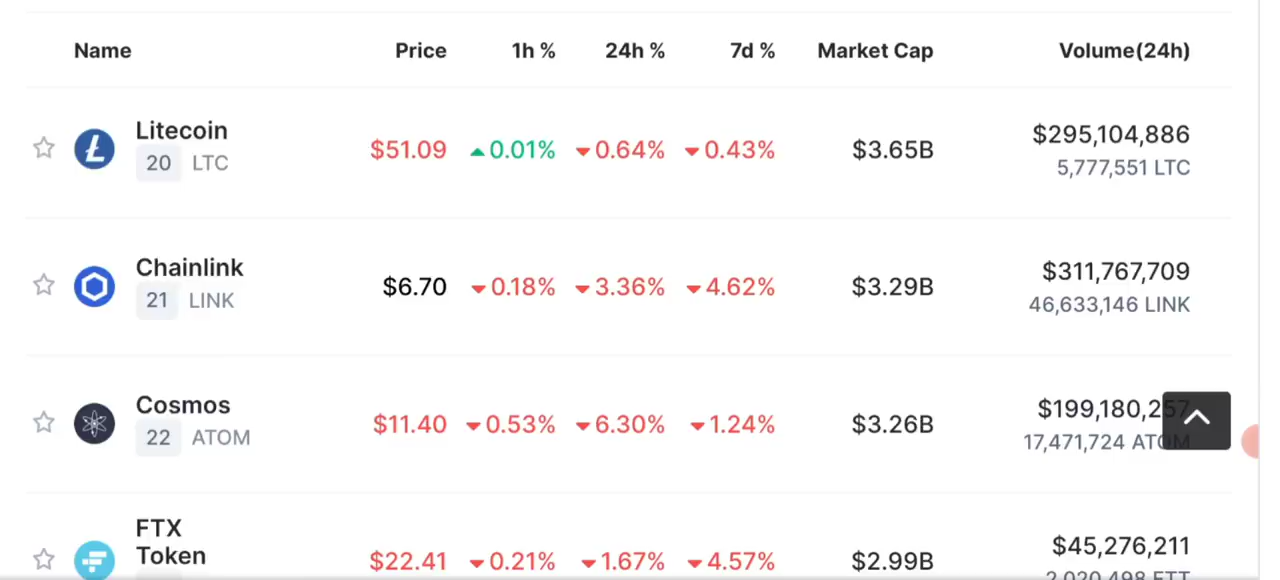 Name Price 1h % 24h % 7d % Market Cap Volume(24h)
Litecoin
20 LTC
$51.09 0.01% 0.64% 0.43% $3.65B
$295,104,886
5,777,551 LTC
Chainlink
21 LINK
$6.70 0.18% 3.36% 4.62% $3.29B
$311,767,709
46,633,146 LINK
Cosmos
22 ATOM
$11.40 0.53% 6.30% 1.24% $3.26B
$199,180,257
17,471,724 ATOM
FTX
Token
$22.41 0.21% 1.67% 4.57% $2.99B
$45,276,211
2,020,498 FTT